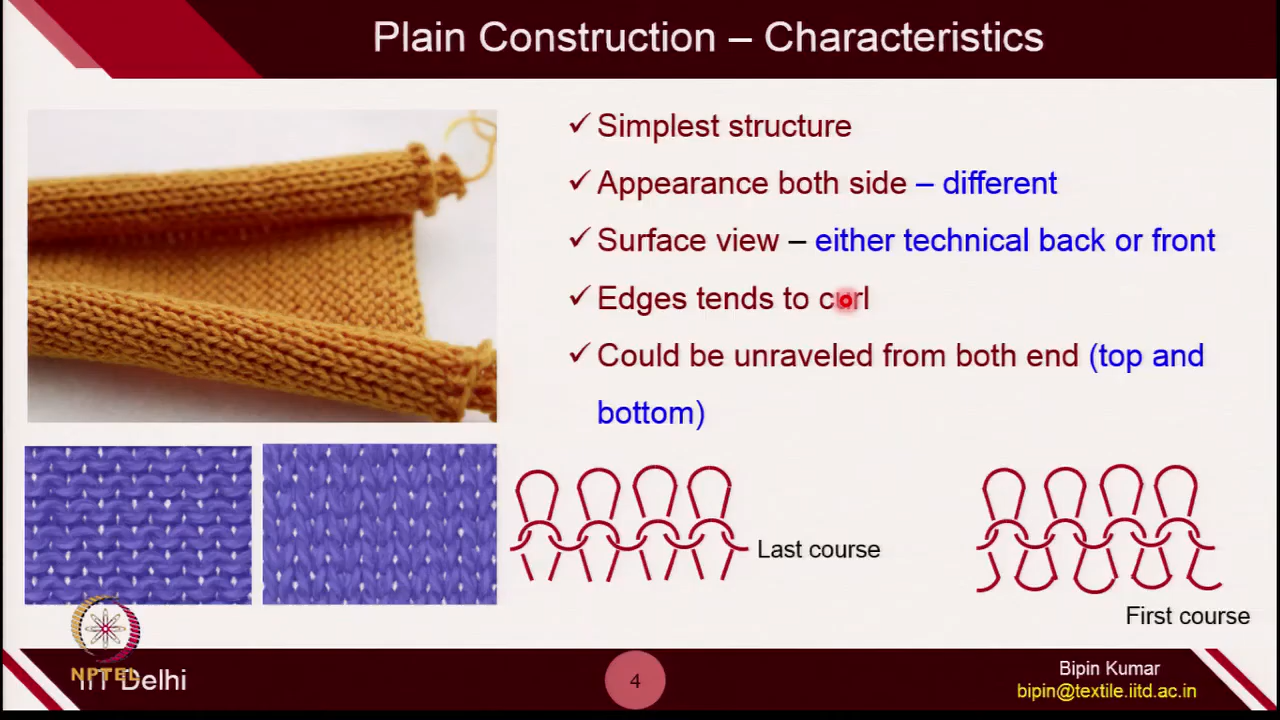 Plain Construction – Characteristics
✓ Simplest structure
✓ Appearance both side – different
✓ Surface view – either technical back or front
✓ Edges tends to curl
✓ Could be unraveled from both end (top and
bottom)
Last course
First course
NPTEL
IIT Delhi
4
Bipin Kumar
bipin@textile.iitd.ac.in